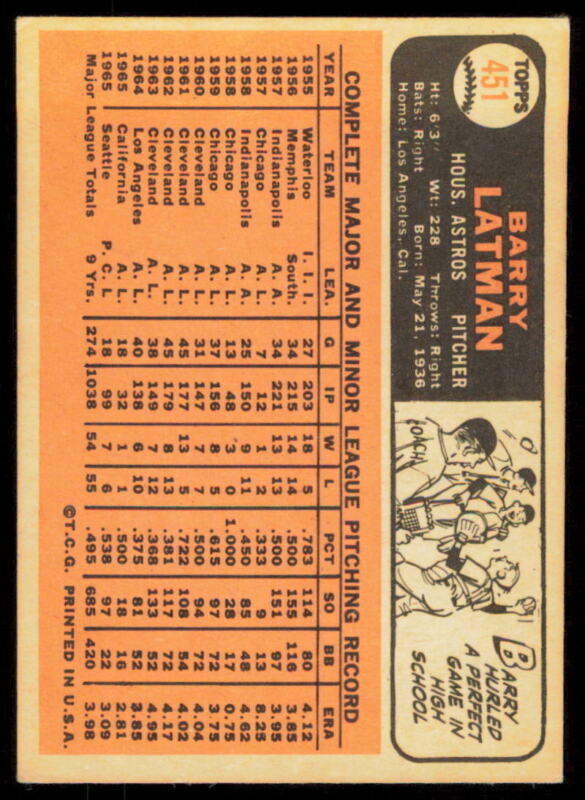 TOPPS
451
BARRY
LATMAN
HOUS. ASTROS PITCHER
Ht: 6'3" Wt: 228 Throws: Right
Bats: Right Born: May 21, 1936
Home: Los Angeles, Cal.
COACH
BARRY
HURLED
A PERFECT
GAME IN
HIGH
SCHOOL
COMPLETE MAJOR AND MINOR LEAGUE PITCHING RECORD
YEAR TEAM LEA. G IP W L PCT SO BB ERA
1955 Waterloo I. I. I. 27 203 18 5 .783 114 80 4.12
1956 Memphis South. 34 215 14 14 .500 155 116 3.85
1957 Indianapolis A.A. 34 221 13 13 .500 151 97 3.95
1957 Chicago A. L. 7 12 1 2 .333 9 13 8.25
1958 Indianapolis A.A. 25 150 9 11 .450 85 48 4.62
1958 Chicago A. L. 13 48 3 0 1.000 28 17 0.75
1959 Chicago A. L. 37 156 8 5 .615 97 72 3.75
1960 Cleveland A. L. 31 147 7 7 .500 94 72 4.04
1961 Cleveland A. L. 45 177 13 5 .722 108 54 4.02
1962 Cleveland A. L. 45 179 8 13 .381 117 72 4.17
1963 Cleveland A. L. 38 149 7 12 .368 133 52 4.95
1964 Los Angeles A. L. 40 138 6 10 .375 81 52 3.85
1965 California A. L. 18 32 1 1 .500 18 16 2.81
1965 Seattle P. C. L 18 99 7 6 .538 97 22 3.09
Major League Totals 9 Yrs. 274 1038 54 55 .495 685 420 3.98
©T.C.G. PRINTED IN U.S.A.